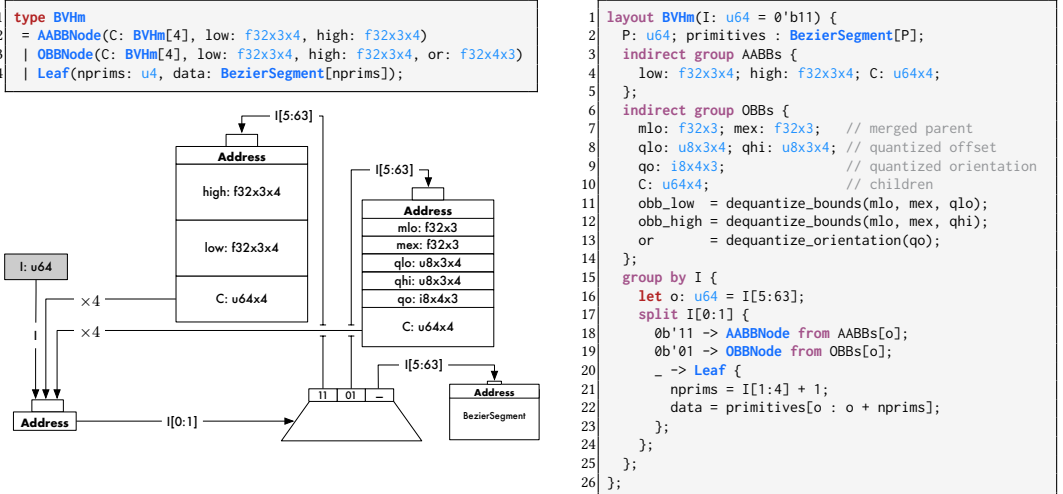 1 type BVHm
2 = AABBNode(C: BVHm[4], low: f32x3x4, high: f32x3x4)
3 | OBBNode(C: BVHm[4], low: f32x3x4, high: f32x3x4, or: f32x4x3)
4 | Leaf(nprims: u4, data: BezierSegment[nprims]);
I[5:63]
Address
high: f32x3x4
low: f32x3x4
C: u64x4
I[5:63]
Address
mlo: f32x3
mex: f32x3
qlo: u8x3x4
qhi: u8x3x4
qo: i8x4x3
C: u64x4
I: u64
×4
×4
I
I[5:63]
11 01 _
Address
BezierSegment
Address
I[0:1]
1 layout BVHm(I: u64 = 0'b11) {
2 P: u64; primitives : BezierSegment[P];
3 indirect group AABBs {
4 low: f32x3x4; high: f32x3x4; C: u64x4;
5 };
6 indirect group OBBs {
7 mlo: f32x3; mex: f32x3; // merged parent
8 qlo: u8x3x4; qhi: u8x3x4; // quantized offset
9 qo: i8x4x3; // quantized orientation
10 C: u64x4; // children
11 obb_low = dequantize_bounds(mlo, mex, qlo);
12 obb_high = dequantize_bounds(mlo, mex, qhi);
13 or = dequantize_orientation(qo);
14 };
15 group by I {
16 let o: u64 = I[5:63];
17 split I[0:1] {
18 0b'11 -> AABBNode from AABBs[o];
19 0b'01 -> OBBNode from OBBs[o];
20 _ -> Leaf {
21 nprims = I[1:4] + 1;
22 data = primitives[o : o + nprims];
23 };
24 };
25 };
26 };